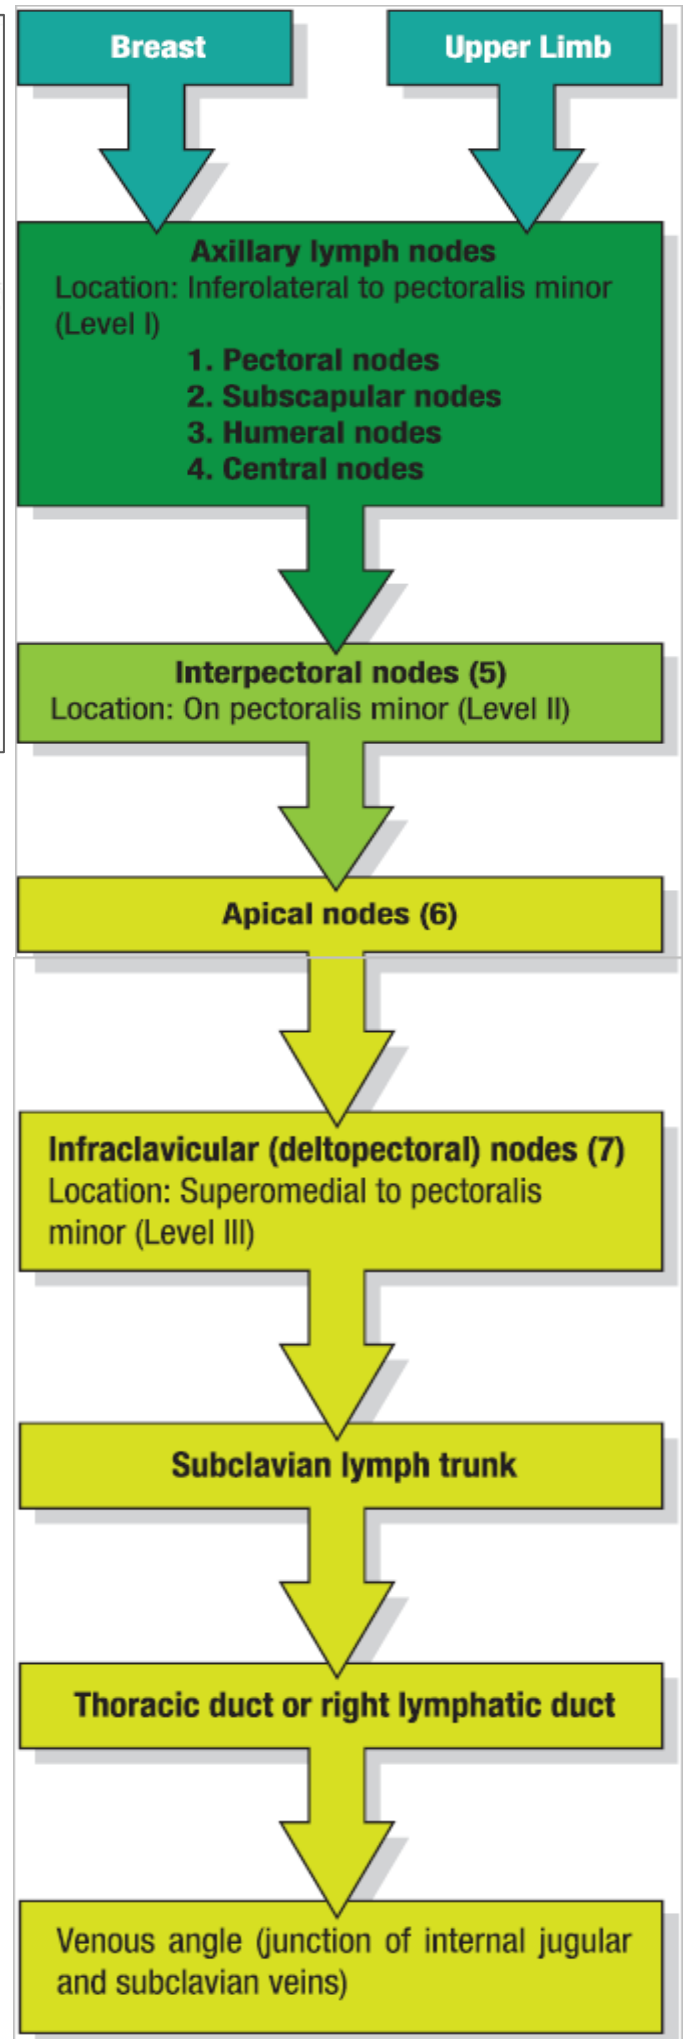 Breast
Upper Limb
Axillary lymph nodes
Location: Inferolateral to pectoralis minor
(Level I)
1. Pectoral nodes
2. Subscapular nodes
3. Humeral nodes
4. Central nodes
Interpectoral nodes (5)
Location: On pectoralis minor (Level II)
Apical nodes (6)
Infraclavicular (deltopectoral) nodes (7)
Location: Superomedial to pectoralis
minor (Level III)
Subclavian lymph trunk
Thoracic duct or right lymphatic duct
Venous angle (junction of internal jugular
and subclavian veins)